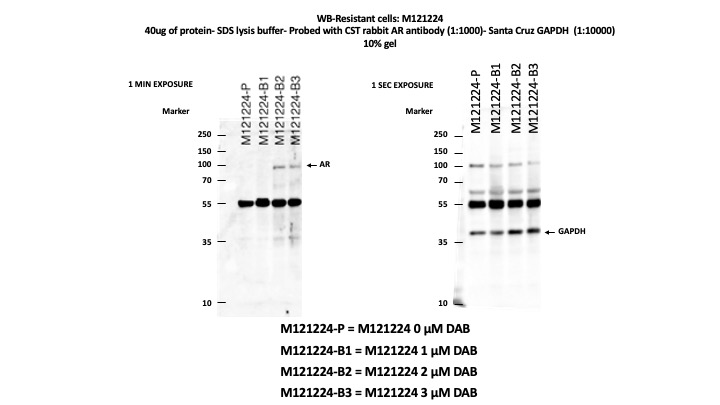 WB-Resistant cells: M121224
40ug of protein- SDS lysis buffer- Probed with CST rabbit AR antibody (1:1000)- Santa Cruz GAPDH (1:10000)
10% gel
1 MIN EXPOSURE
Marker
M121224-P
M121224-B1
M121224-B2
M121224-B3
250
150
100
70
55
35
10
AR
1 SEC EXPOSURE
Marker
M121224-P
M121224-B1
M121224-B2
M121224-B3
250
150
100
70
55
35
10
GAPDH
M121224-P = M121224 0 µM DAB
M121224-B1 = M121224 1 µM DAB
M121224-B2 = M121224 2 µM DAB
M121224-B3 = M121224 3 µM DAB